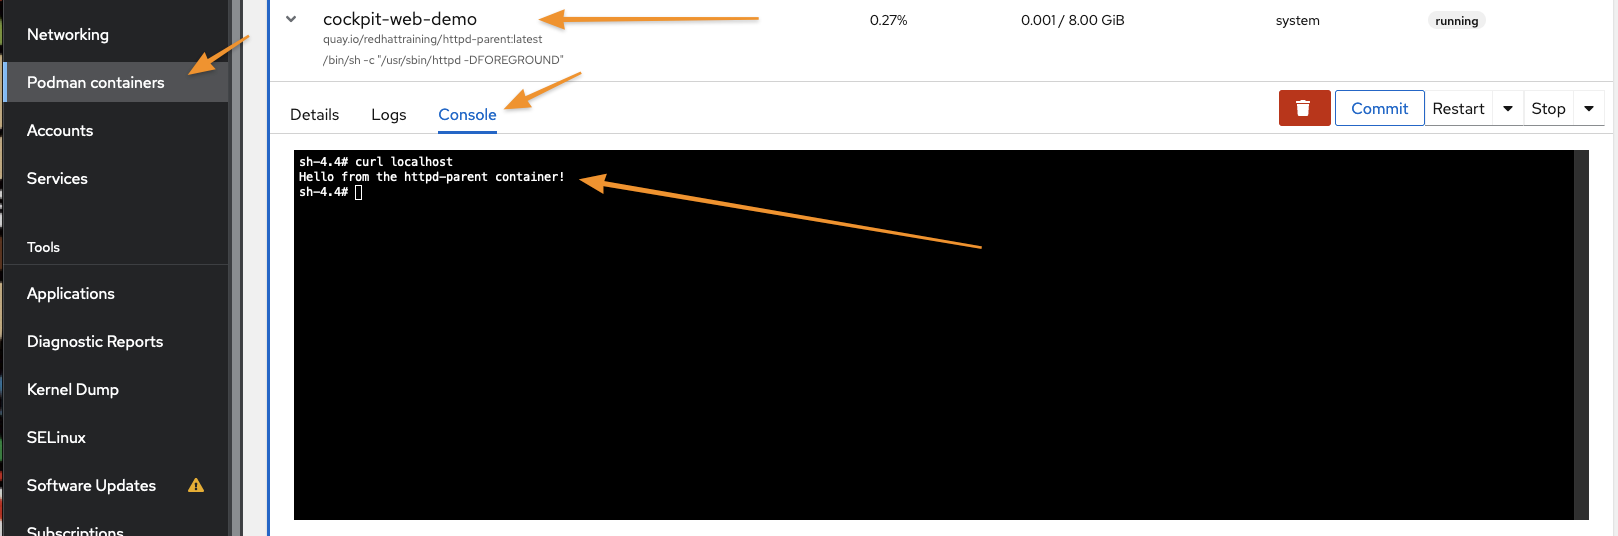 Networking
Podman containers
Accounts
Services
Tools
Applications
Diagnostic Reports
Kernel Dump
SELinux
Software Updates
Subscriptions
cockpit-web-demo 0.27% 0.001 / 8.00 GiB system running
quay.io/redhattraining/httpd-parent:latest
/bin/sh -c "/usr/sbin/httpd -DFOREGROUND"
Details Logs Console Commit Restart Stop
sh-4.4# curl localhost
Hello from the httpd-parent container!
sh-4.4#